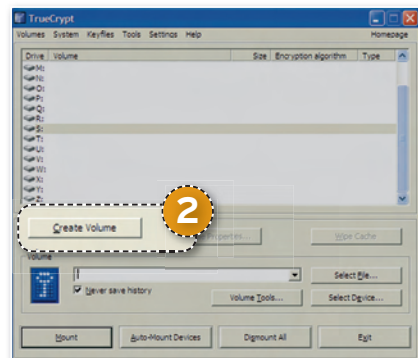 TrueCrypt
Volumes System Keyfiles Tools Settings Help Homepage
Drive Volume Size Encryption algorithm Type
M:
N:
O:
P:
Q:
R:
S:
T:
U:
V:
W:
X:
Y:
Z:
2
Create Volume
Properties...
Wipe Cache
Volume
Never save history
Select File...
Volume Tools...
Select Device...
Mount
Auto-Mount Devices
Dismount All
Exit